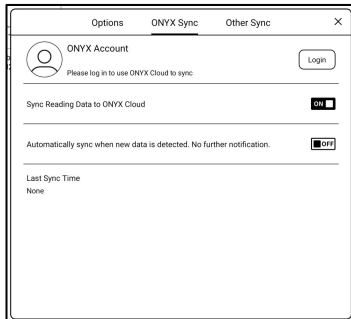 Options ONYX Sync Other Sync
ONYX Account
Please log in to use ONYX Cloud to sync
Login
Sync Reading Data to ONYX Cloud
ON
Automatically sync when new data is detected. No further notification.
OFF
Last Sync Time
None